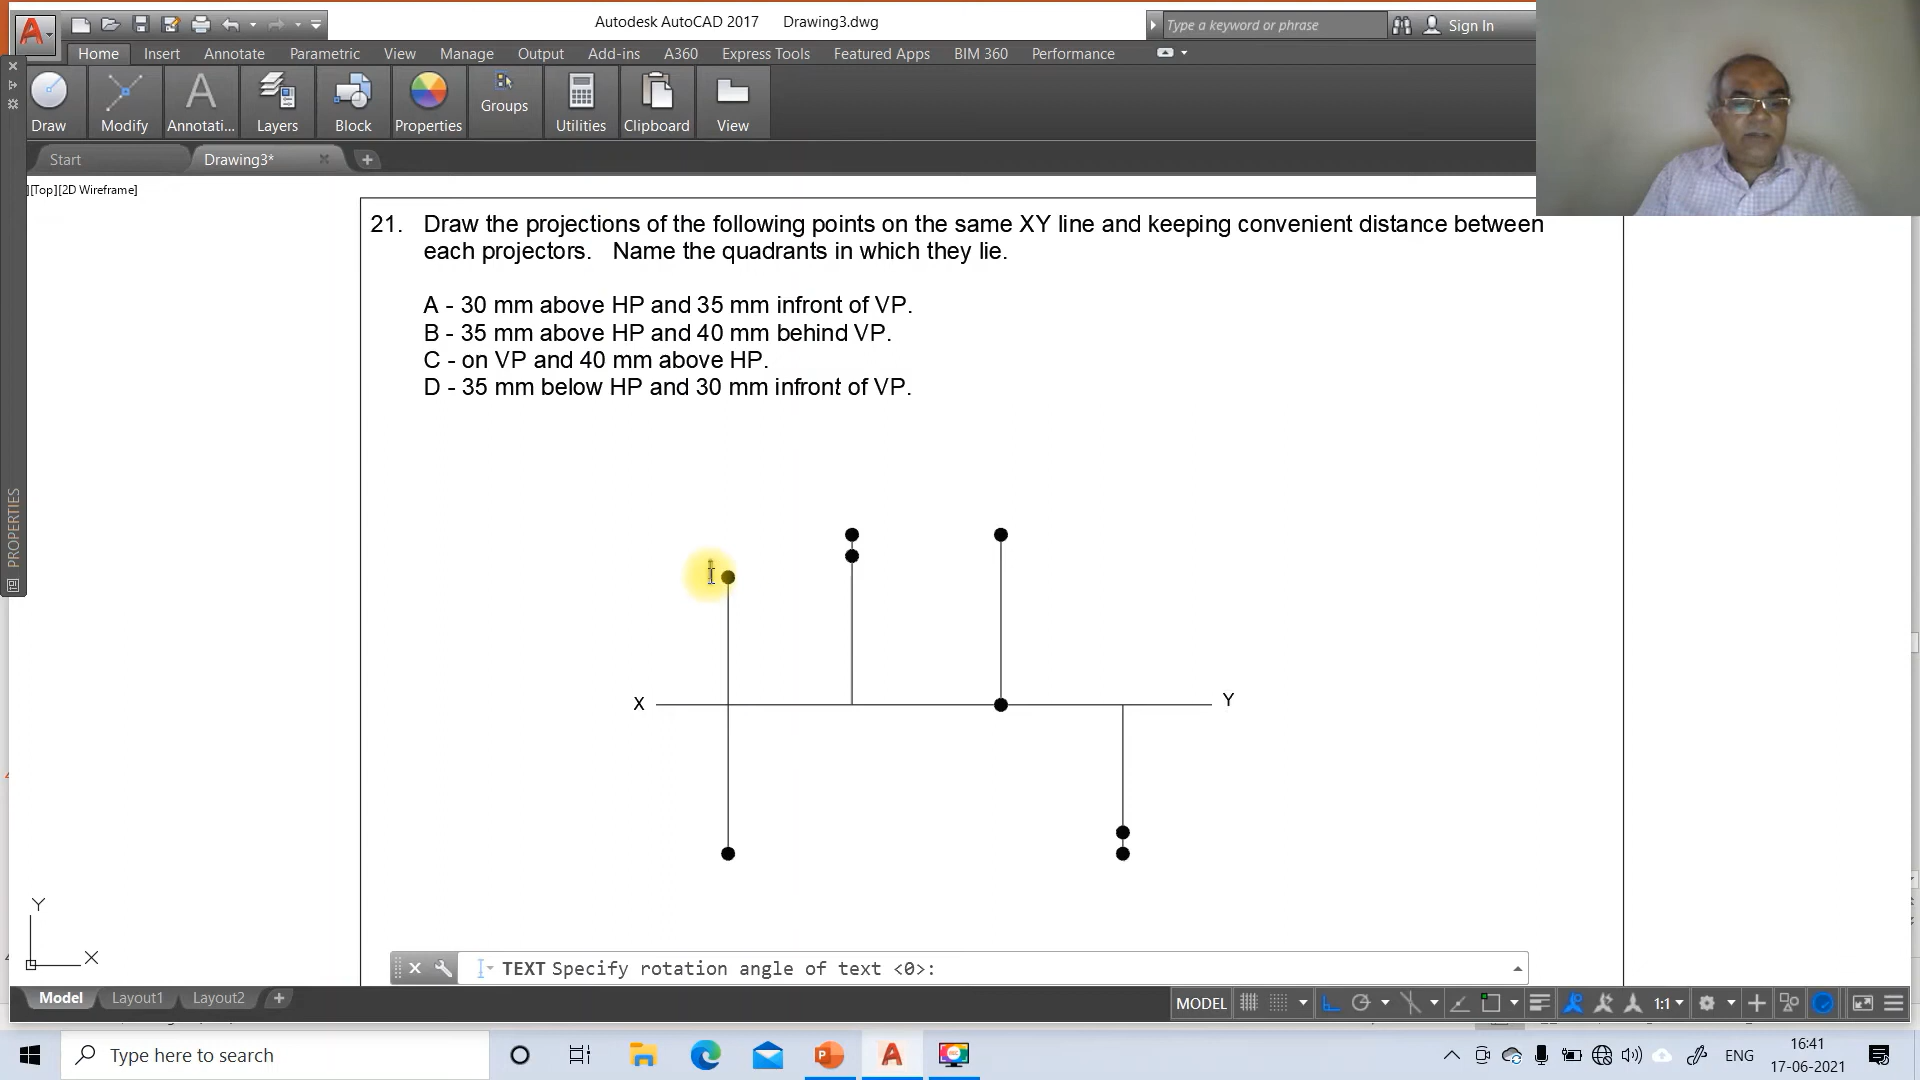 Autodesk AutoCAD 2017 Drawing3.dwg
Type a keyword or phrase
Sign In
Home Insert Annotate Parametric View Manage Output Add-ins A360 Express Tools Featured Apps BIM 360 Performance
Draw Modify Annotati... Layers Block Properties Groups Utilities Clipboard View
Start Drawing3*
][Top][2D Wireframe]
21. Draw the projections of the following points on the same XY line and keeping convenient distance between
each projectors. Name the quadrants in which they lie.
A - 30 mm above HP and 35 mm infront of VP.
B - 35 mm above HP and 40 mm behind VP.
C - on VP and 40 mm above HP.
D - 35 mm below HP and 30 mm infront of VP.
PROPERTIES
X Y
Y
X
TEXT Specify rotation angle of text <0>:
Model Layout1 Layout2
MODEL 1:1
Type here to search
ENG
16:41
17-06-2021